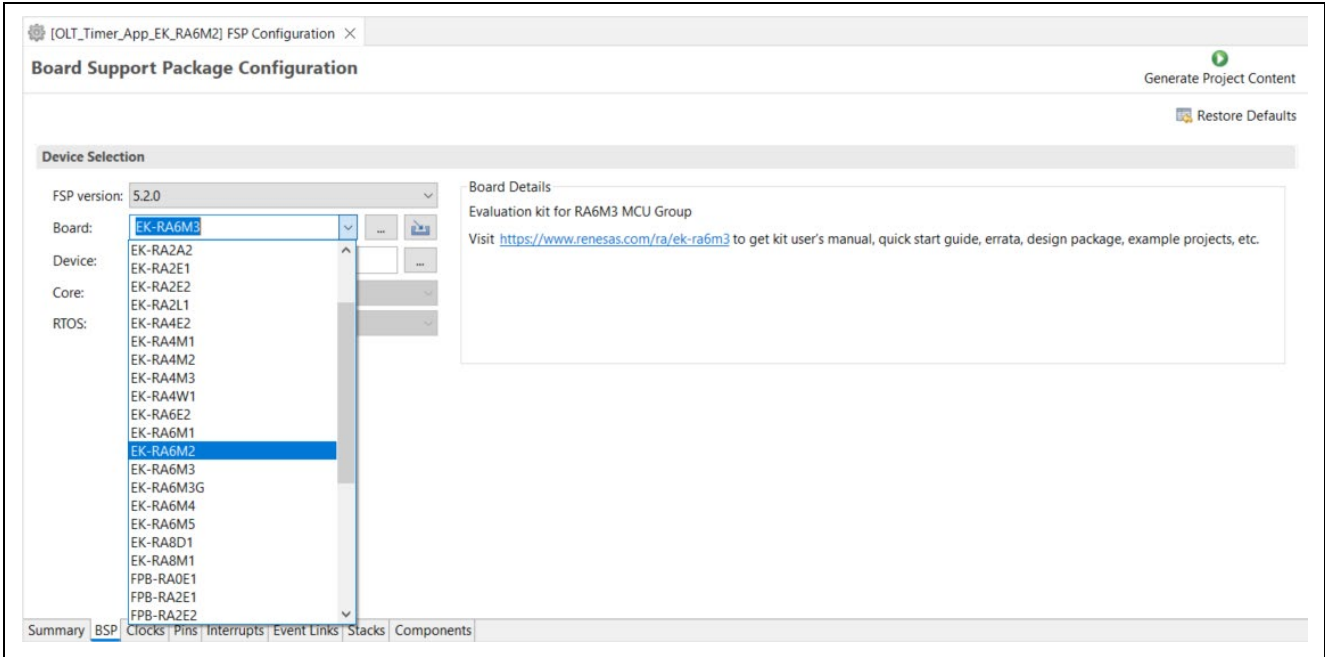 [OLT_Timer_App_EK_RA6M2] FSP Configuration
Board Support Package Configuration
Generate Project Content
Restore Defaults
Device Selection
FSP version: 5.2.0
Board: EK-RA6M3 ...
Device: ...
Core:
RTOS:
EK-RA2A2
EK-RA2E1
EK-RA2E2
EK-RA2L1
EK-RA4E2
EK-RA4M1
EK-RA4M2
EK-RA4M3
EK-RA4W1
EK-RA6E2
EK-RA6M1
EK-RA6M2
EK-RA6M3
EK-RA6M3G
EK-RA6M4
EK-RA6M5
EK-RA8D1
EK-RA8M1
FPB-RA0E1
FPB-RA2E1
FPB-RA2E2
Board Details
Evaluation kit for RA6M3 MCU Group
Visit https://www.renesas.com/ra/ek-ra6m3 to get kit user's manual, quick start guide, errata, design package, example projects, etc.
Summary BSP Clocks Pins Interrupts Event Links Stacks Components